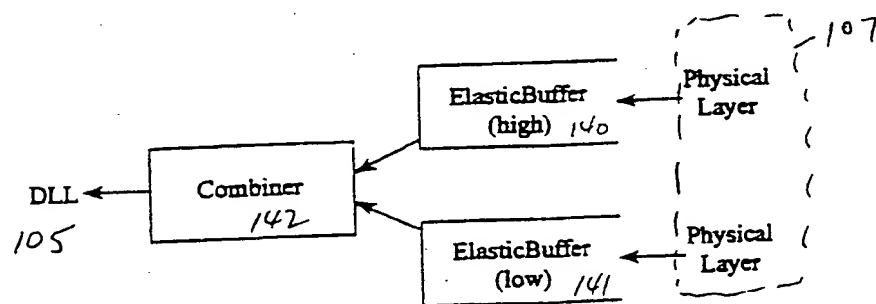 107
Physical
Layer
ElasticBuffer
(high) 140
Combiner
142
DLL
105
ElasticBuffer
(low) 141
Physical
Layer